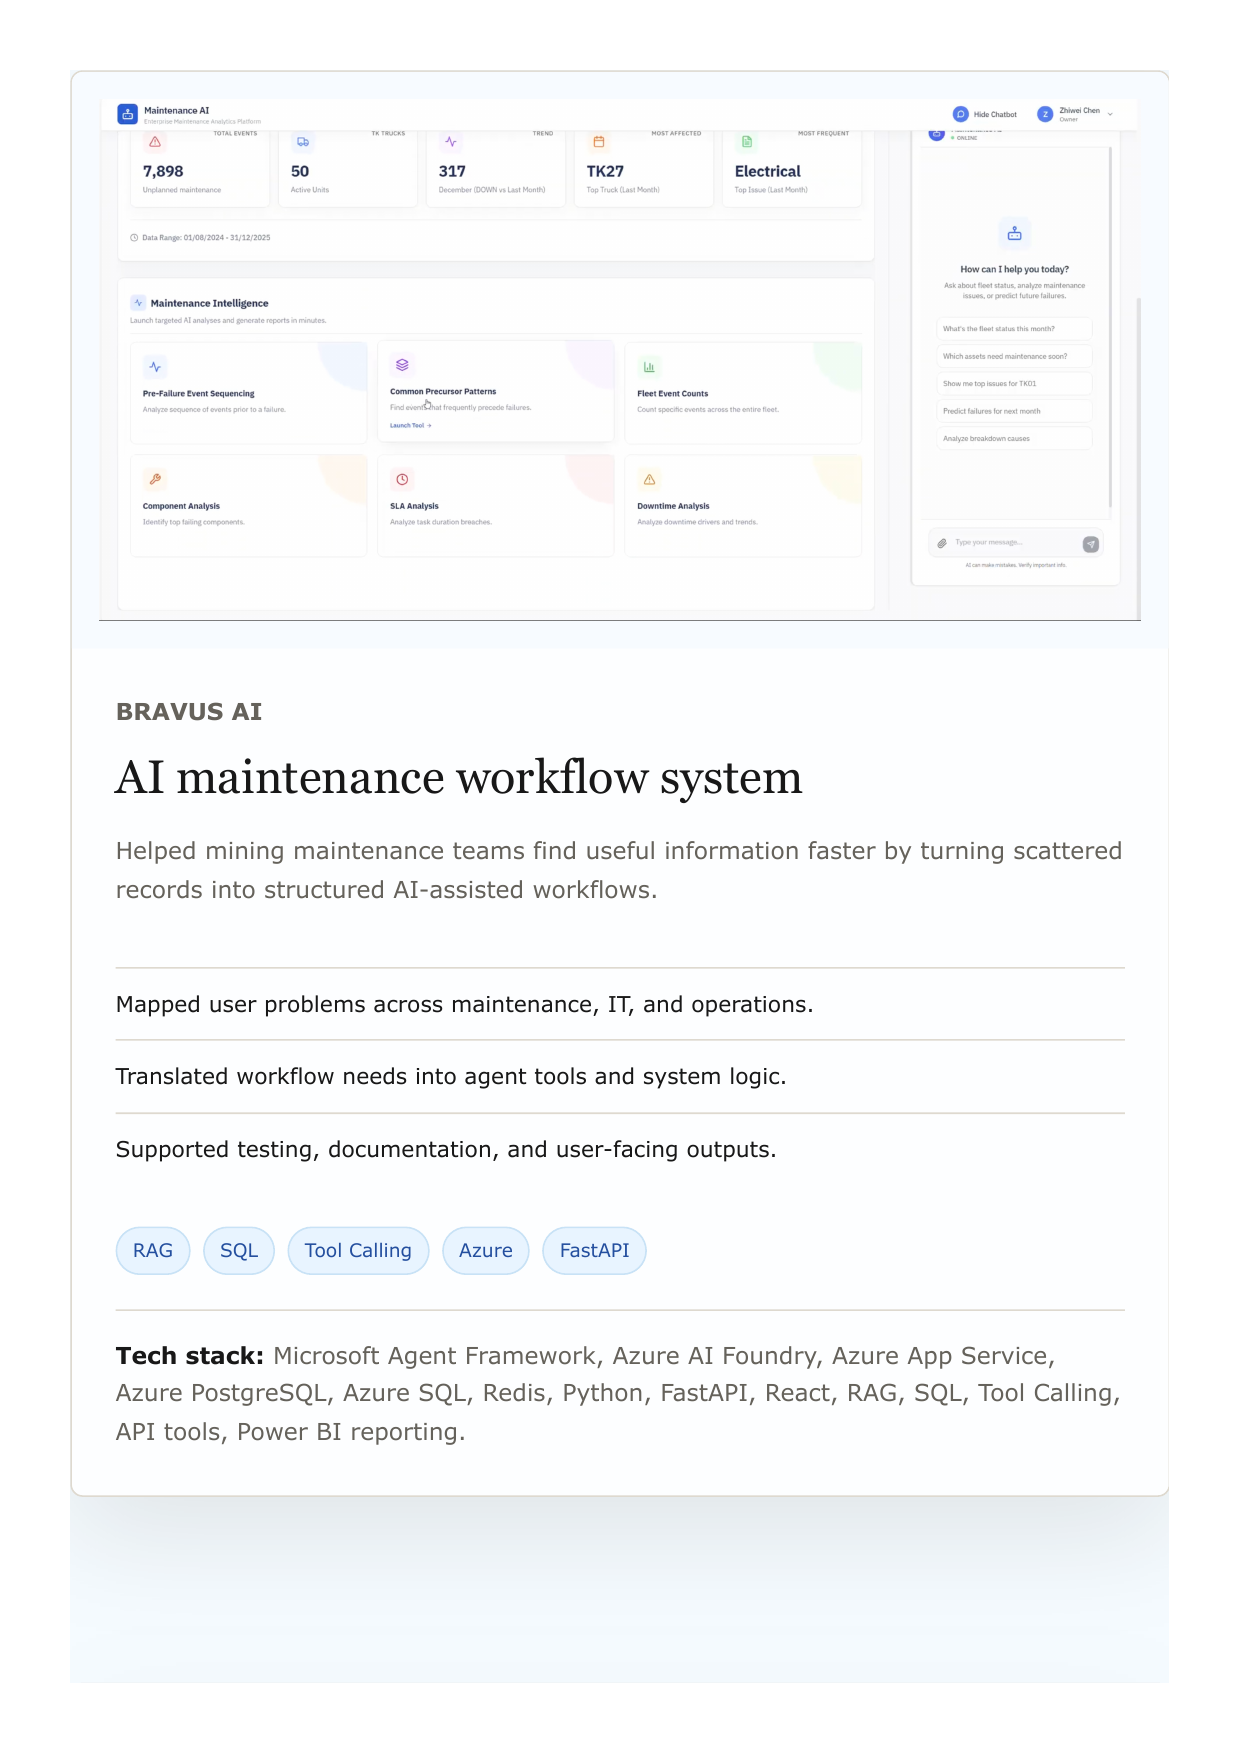 Maintenance AI
Enterprise Maintenance Analytics Platform
Hide Chatbot
Z
Zhiwei Chen
Owner
TOTAL EVENTS
7,898
Unplanned maintenance
TK TRUCKS
50
Active Units
TREND
317
December (DOWN vs Last Month)
MOST AFFECTED
TK27
Top Truck (Last Month)
MOST FREQUENT
Electrical
Top Issue (Last Month)
Data Range: 01/08/2024 - 31/12/2025
Maintenance Intelligence
Launch targeted AI analyses and generate reports in minutes.
Pre-Failure Event Sequencing
Analyze sequence of events prior to a failure.
Common Precursor Patterns
Find events that frequently precede failures.
Launch Tool →
Fleet Event Counts
Count specific events across the entire fleet.
Component Analysis
Identify top failing components.
SLA Analysis
Analyze task duration breaches.
Downtime Analysis
Analyze downtime drivers and trends.
ONLINE
How can I help you today?
Ask about fleet status, analyze maintenance
issues, or predict future failures.
What's the fleet status this month?
Which assets need maintenance soon?
Show me top issues for TK01
Predict failures for next month
Analyze breakdown causes
Type your message...
AI can make mistakes. Verify important info.
BRAVUS AI
AI maintenance workflow system
Helped mining maintenance teams find useful information faster by turning scattered
records into structured AI-assisted workflows.
Mapped user problems across maintenance, IT, and operations.
Translated workflow needs into agent tools and system logic.
Supported testing, documentation, and user-facing outputs.
RAG SQL Tool Calling Azure FastAPI
Tech stack: Microsoft Agent Framework, Azure AI Foundry, Azure App Service,
Azure PostgreSQL, Azure SQL, Redis, Python, FastAPI, React, RAG, SQL, Tool Calling,
API tools, Power BI reporting.